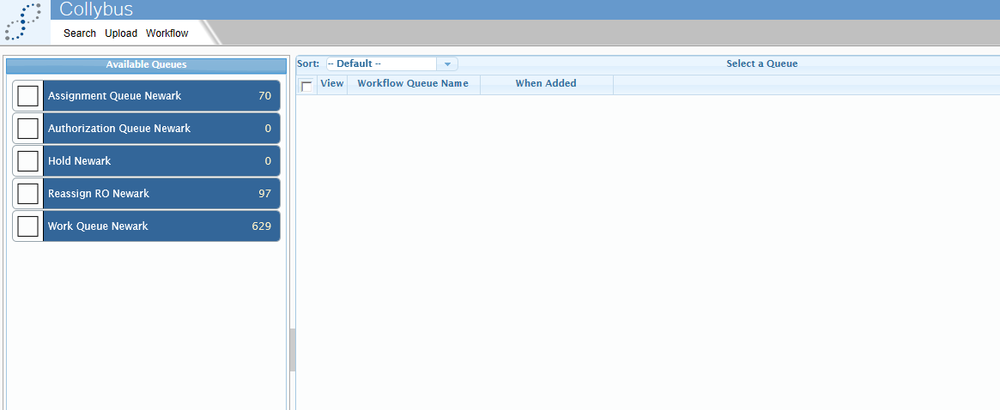 Collybus
Search Upload Workflow
Available Queues
Assignment Queue Newark 70
Authorization Queue Newark 0
Hold Newark 0
Reassign RO Newark 97
Work Queue Newark 629
Sort: -- Default -- Select a Queue
View Workflow Queue Name When Added